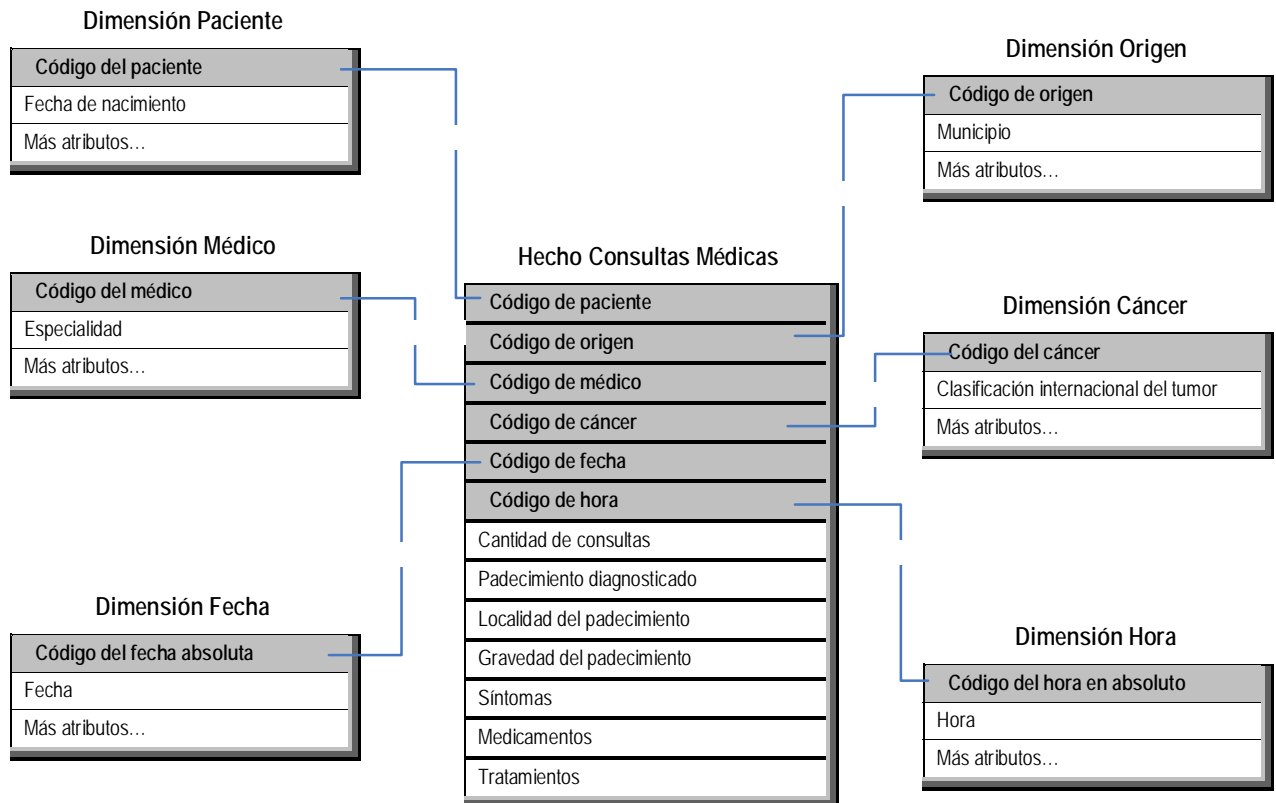 Dimensión Paciente
Código del paciente
Fecha de nacimiento
Más atributos…
Dimensión Origen
Código de origen
Municipio
Más atributos…
Dimensión Médico
Código del médico
Especialidad
Más atributos…
Hecho Consultas Médicas
Código de paciente
Código de origen
Código de médico
Código de cáncer
Código de fecha
Código de hora
Cantidad de consultas
Padecimiento diagnosticado
Localidad del padecimiento
Gravedad del padecimiento
Síntomas
Medicamentos
Tratamientos
Dimensión Cáncer
Código del cáncer
Clasificación internacional del tumor
Más atributos…
Dimensión Fecha
Código del fecha absoluta
Fecha
Más atributos…
Dimensión Hora
Código del hora en absoluto
Hora
Más atributos…